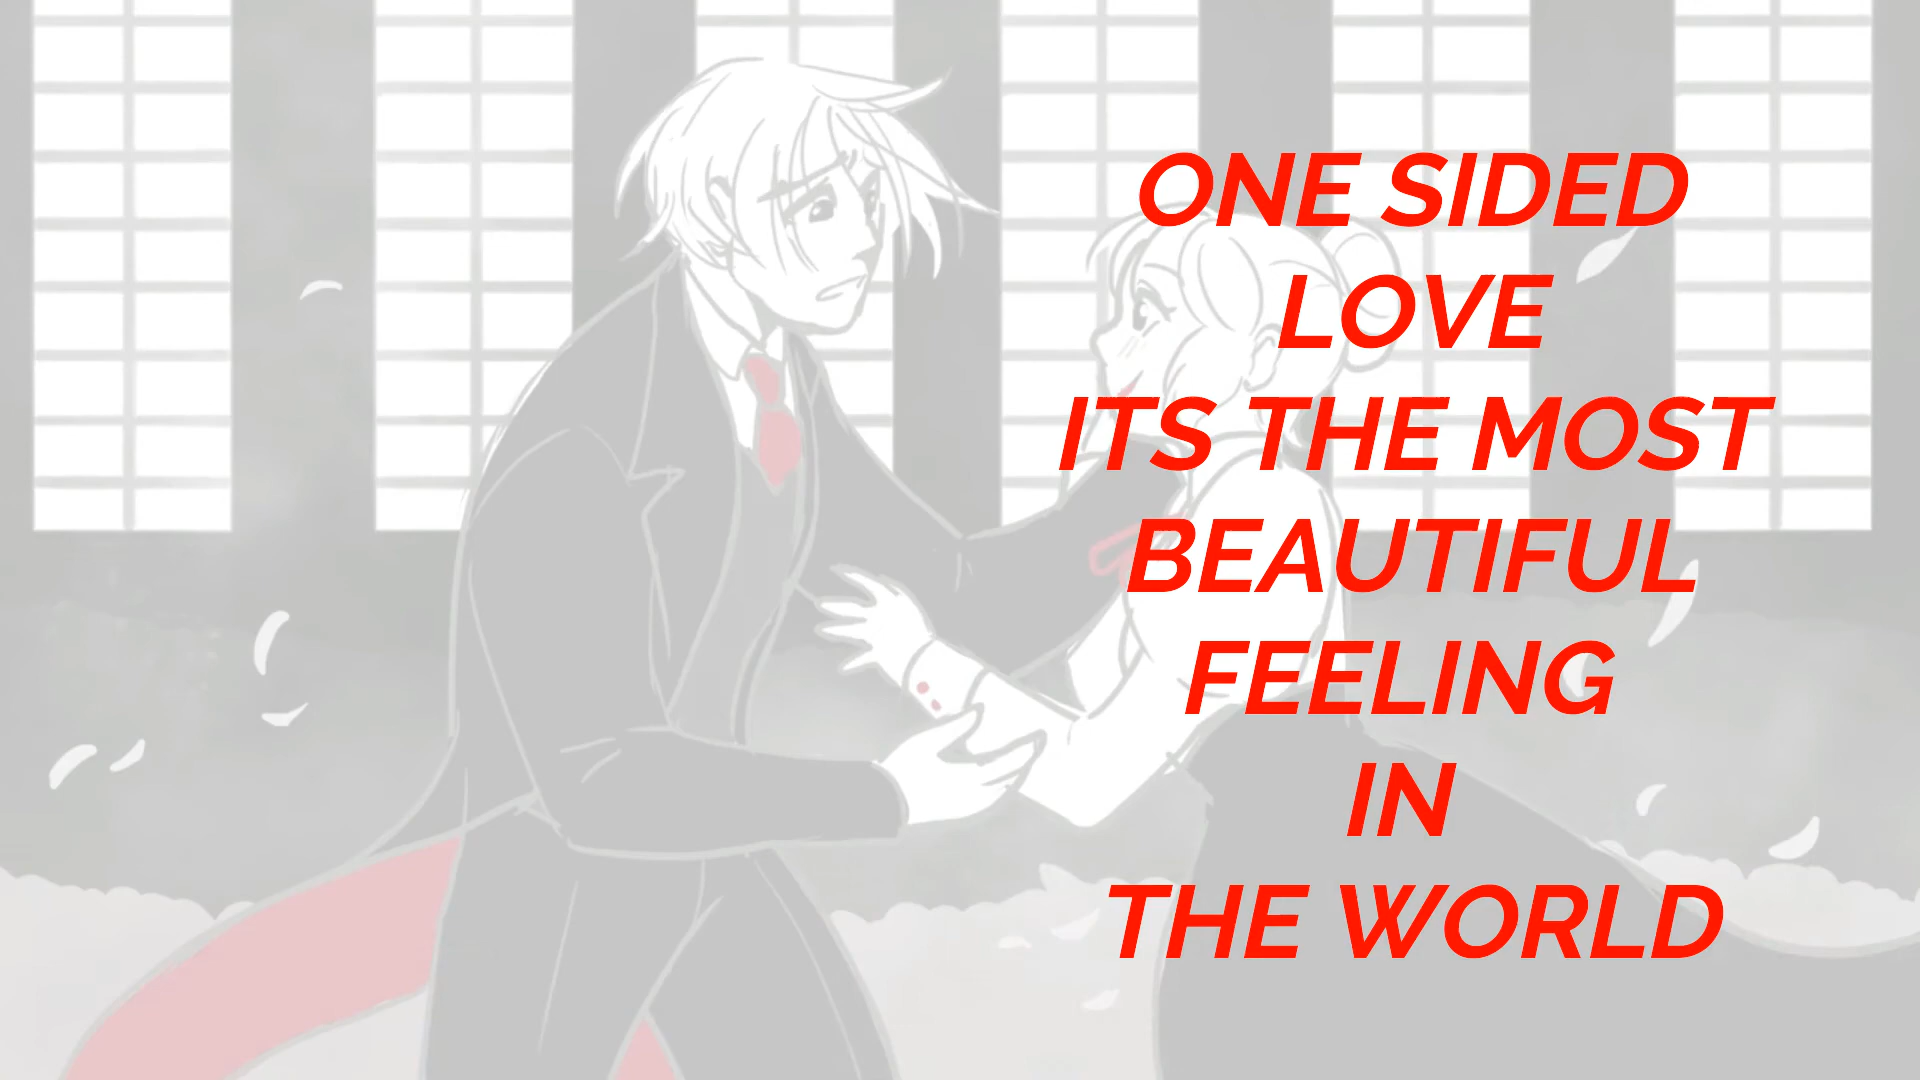 ONE SIDED
LOVE
ITS THE MOST
BEAUTIFUL
FEELING
IN
THE WORLD